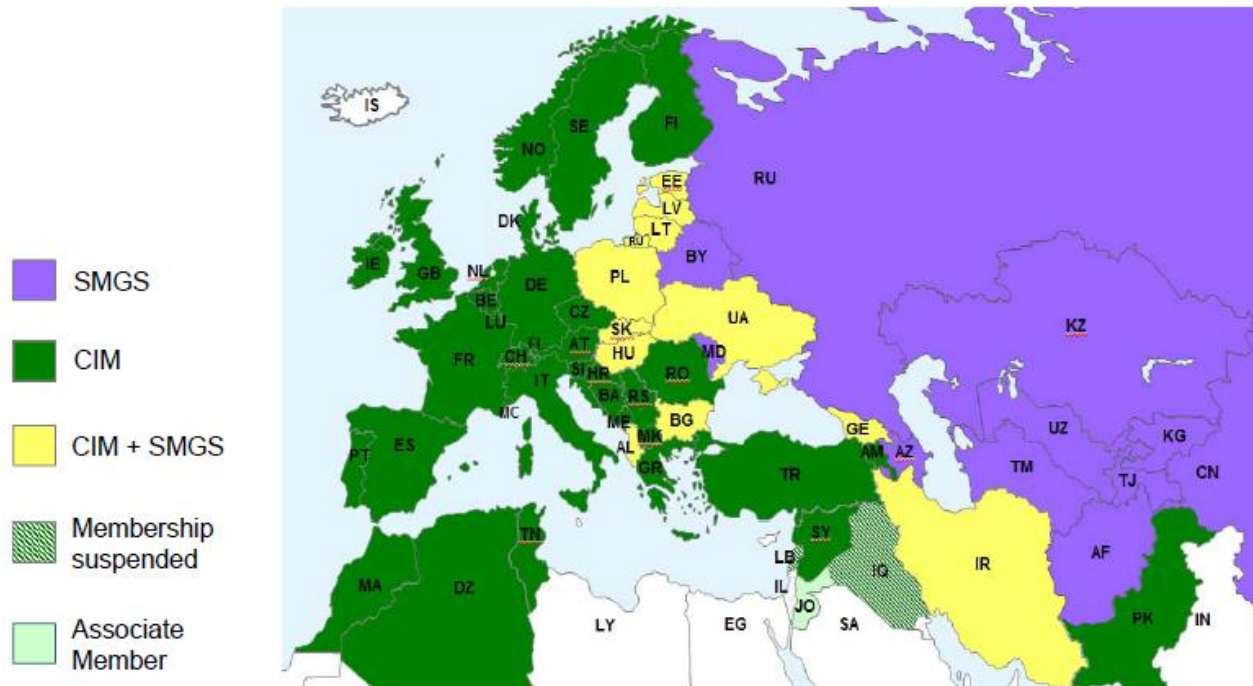 SMGS
CIM
CIM + SMGS
Membership
suspended
Associate
Member
IS
NO
SE
FI
RU
EE
LV
LT
RU
DK
BY
IE
GB
NL
BE
LU
DE
PL
CZ
SK
UA
KZ
FR
CH
AT
HU
MD
IT
SI
HR
RO
BA
RS
MC
ME
BG
MK
AL
GR
PT
ES
GE
AM
AZ
UZ
KG
TM
TJ
CN
TR
TN
SY
LB
IQ
IR
AF
MA
DZ
IL
JO
LY
EG
SA
PK
IN